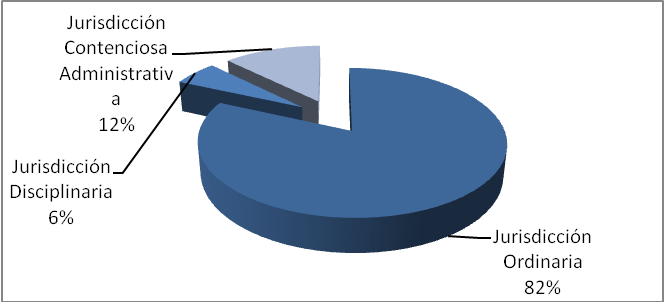 Jurisdicción
Contenciosa
Administrativ
a
12%
Jurisdicción
Disciplinaria
6%
Jurisdicción
Ordinaria
82%